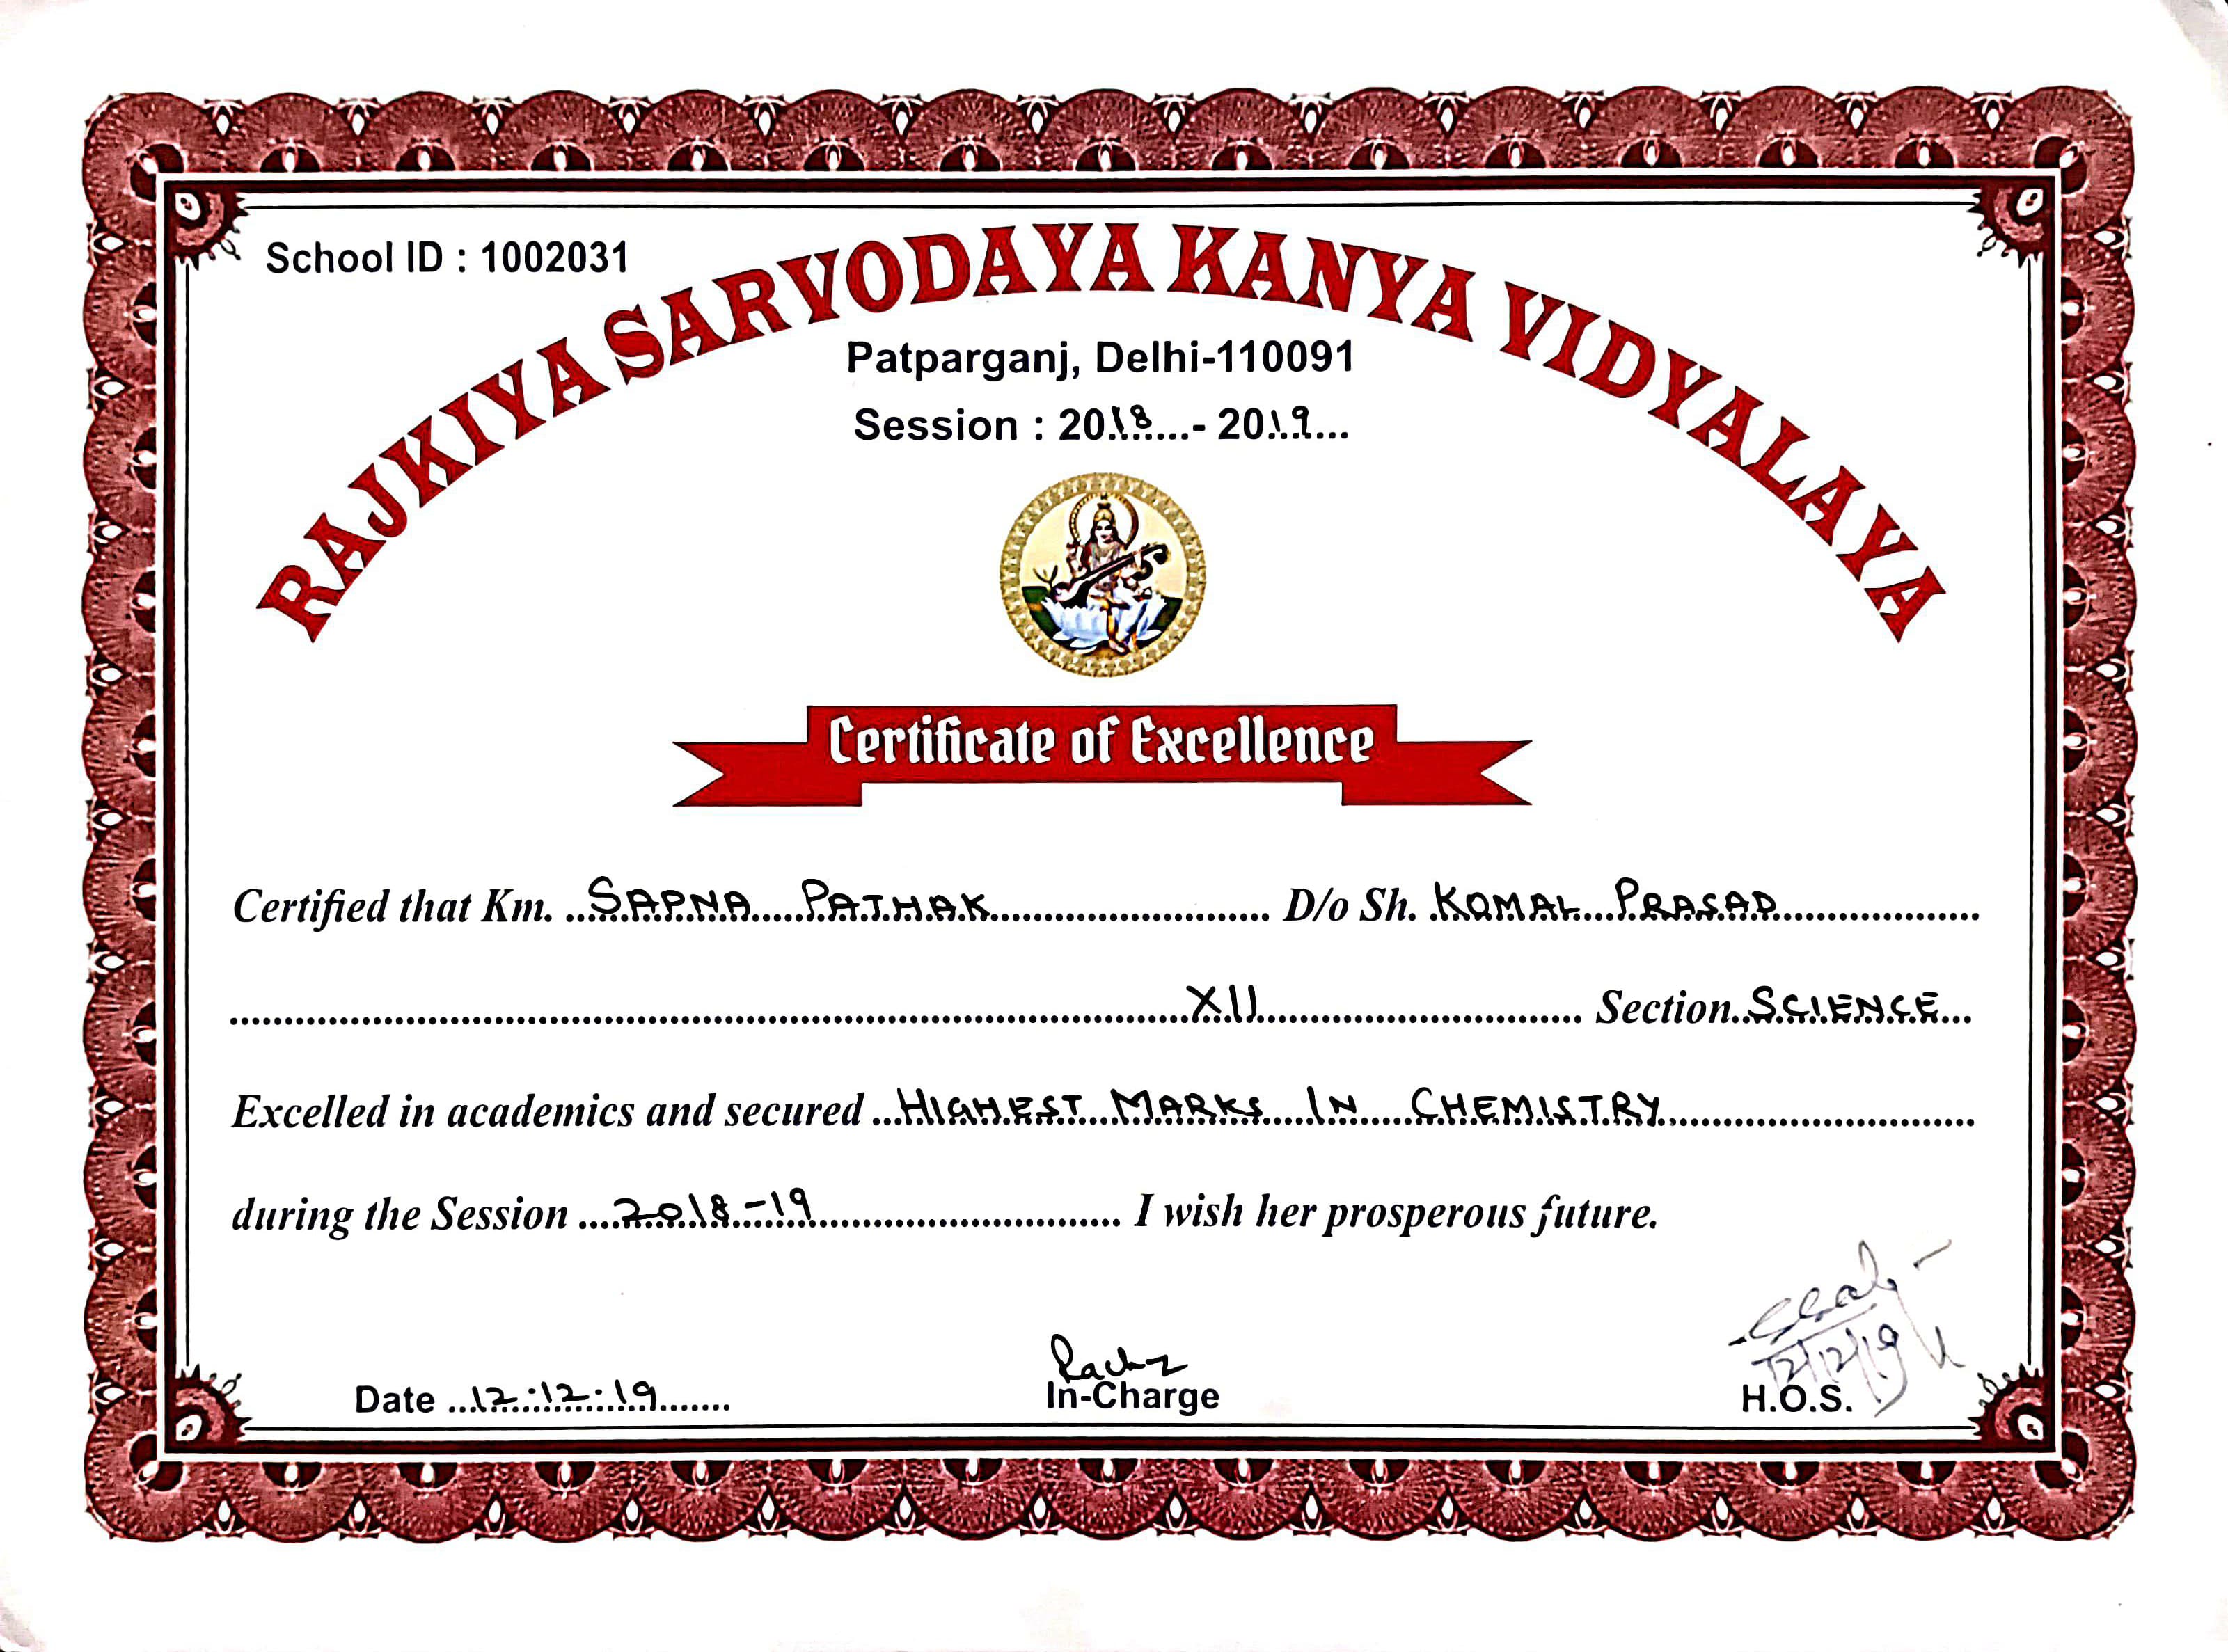 School ID : 1002031
RAJKIYA SARVODAYA KANYA VIDYALAYA
Patparganj, Delhi-110091
Session : 2018......- 2019...
Certificate of Excellence
Certified that Km. ...SAPNA PATHAK.......................... D/o Sh. KOMAL PRASAD...................
..........XII.......... Section..SCIENCE...
Excelled in academics and secured ...HIGHEST MARKS IN CHEMISTRY..............................
during the Session ....2018-19.............................. I wish her prosperous future.
Date ...12:12:19.......
In-Charge
12/12/19
H.O.S.